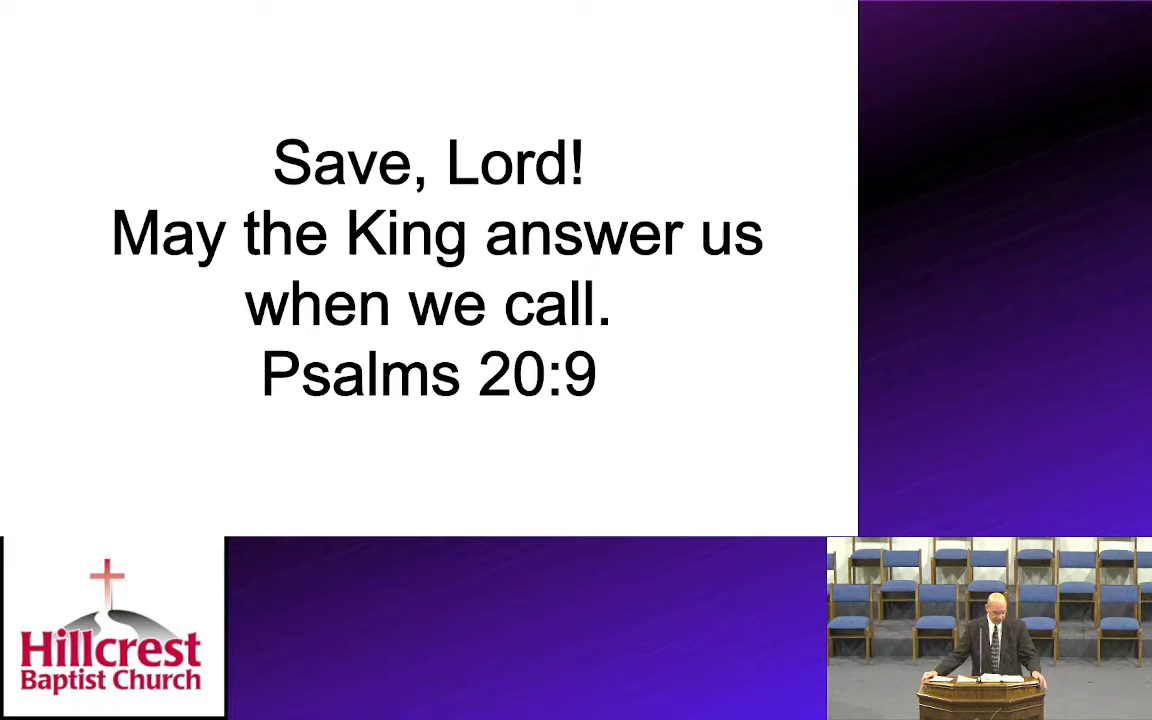 Save, Lord!
May the King answer us
when we call.
Psalms 20:9
Hillcrest
Baptist Church